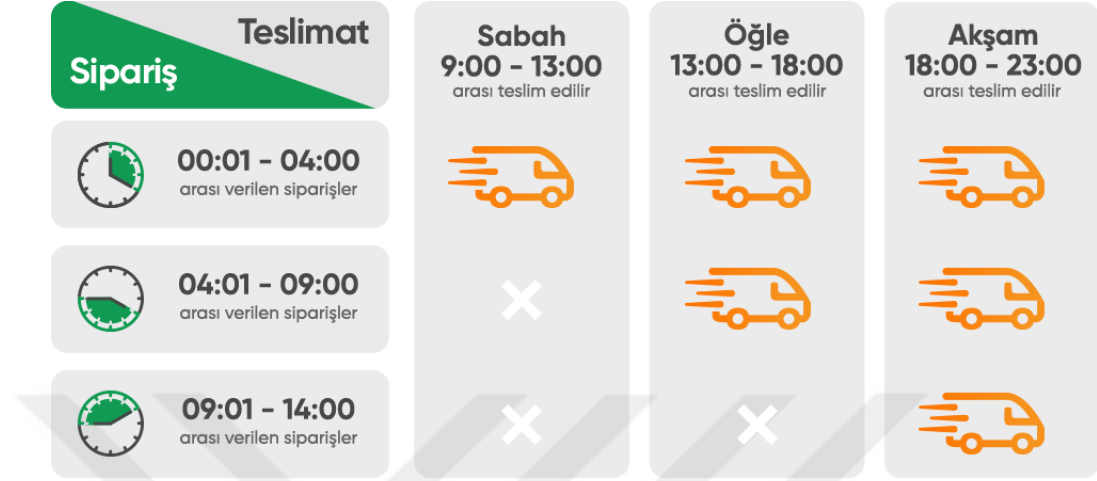 Teslimat
Sipariş
Sabah
9:00 - 13:00
arası teslim edilir
Öğle
13:00 - 18:00
arası teslim edilir
Akşam
18:00 - 23:00
arası teslim edilir
00:01 - 04:00
arası verilen siparişler
04:01 - 09:00
arası verilen siparişler
09:01 - 14:00
arası verilen siparişler